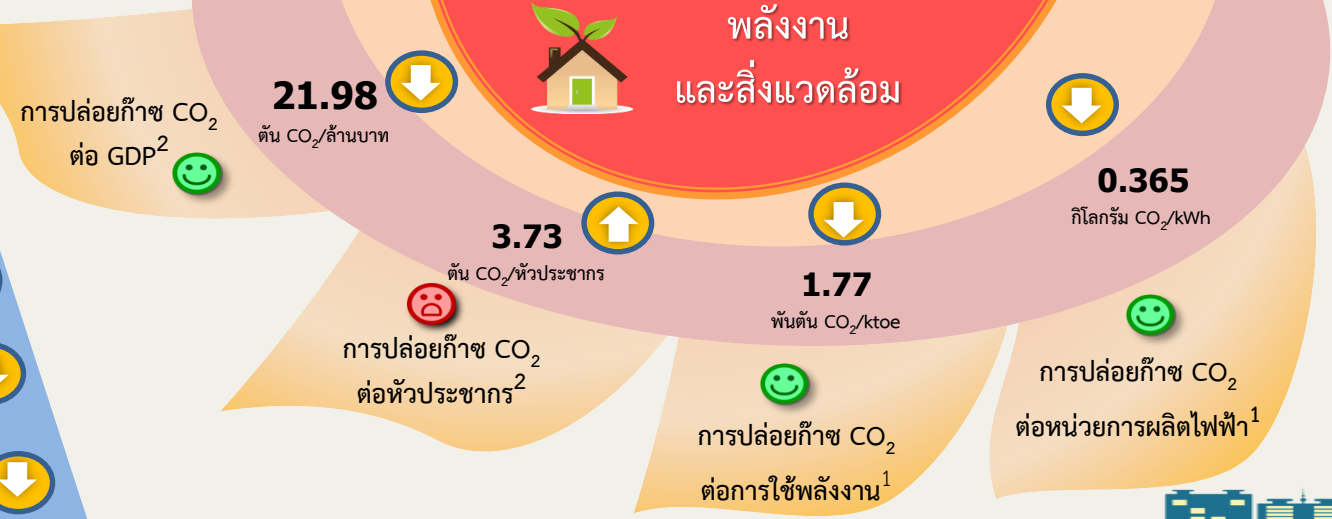 พลังงาน
และสิ่งแวดล้อม
21.98
ตัน CO₂/ล้านบาท
การปล่อยก๊าซ CO₂
ต่อ GDP²
3.73
ตัน CO₂/หัวประชากร
การปล่อยก๊าซ CO₂
ต่อหัวประชากร²
1.77
พันตัน CO₂/ktoe
การปล่อยก๊าซ CO₂
ต่อการใช้พลังงาน¹
0.365
กิโลกรัม CO₂/kWh
การปล่อยก๊าซ CO₂
ต่อหน่วยการผลิตไฟฟ้า¹